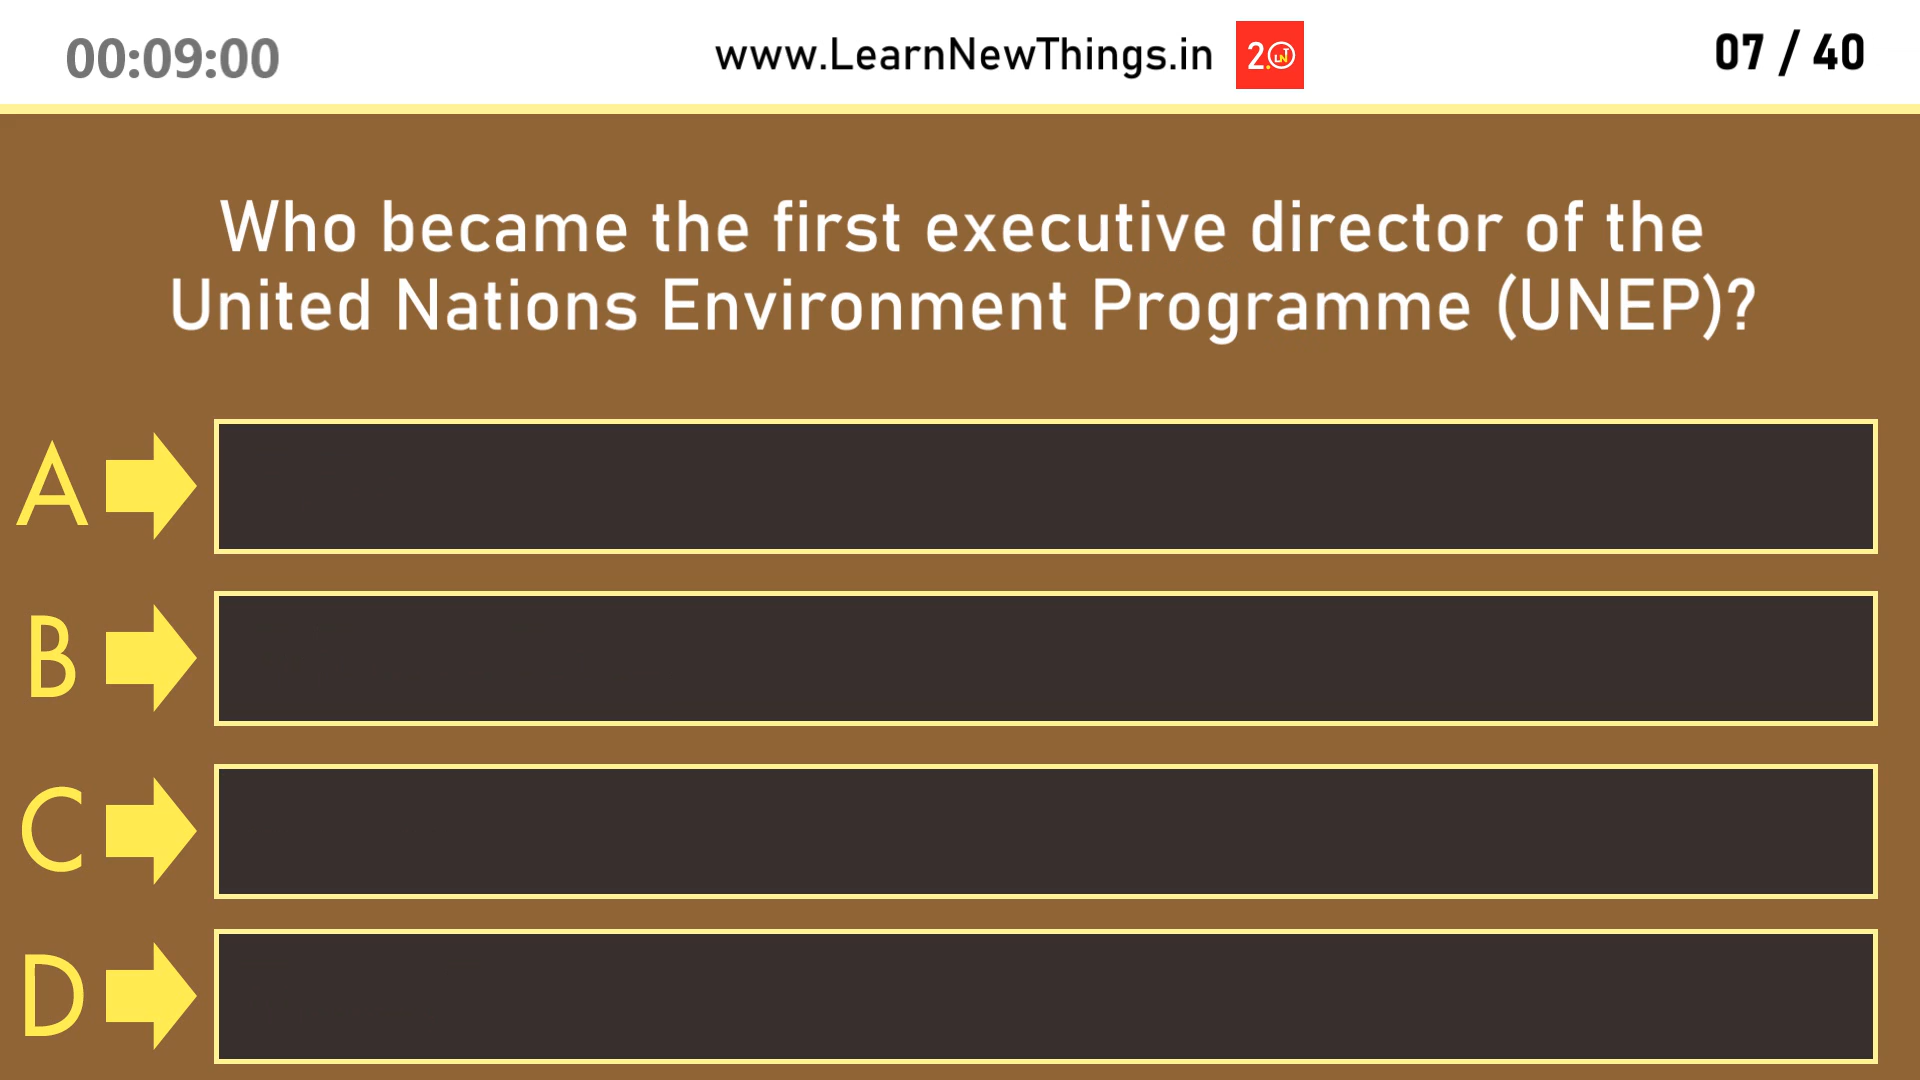 00:09:00
www.LearnNewThings.in
2.0
LNT
07 / 40
Who became the first executive director of the
United Nations Environment Programme (UNEP)?
A
B
C
D